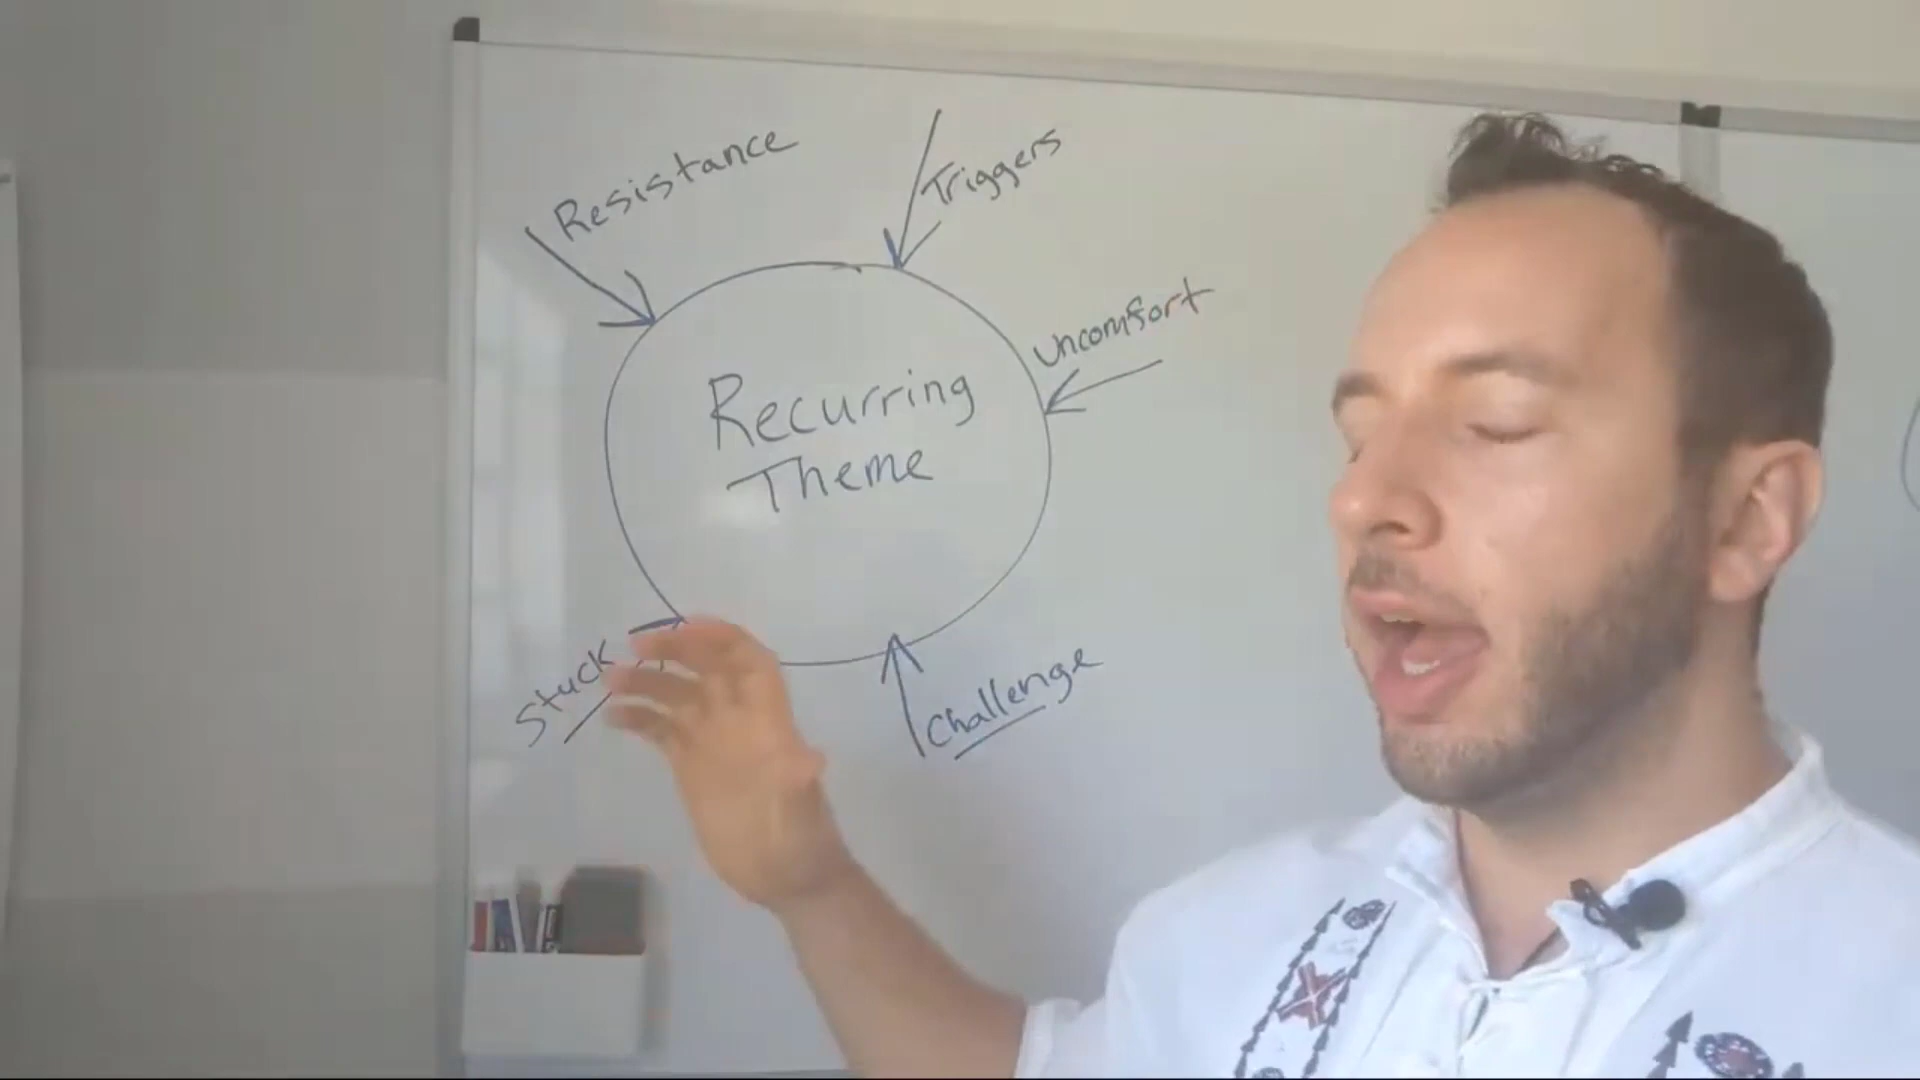 Resistance
Triggers
Uncomfort
Recurring
Theme
Stuck
Challenge